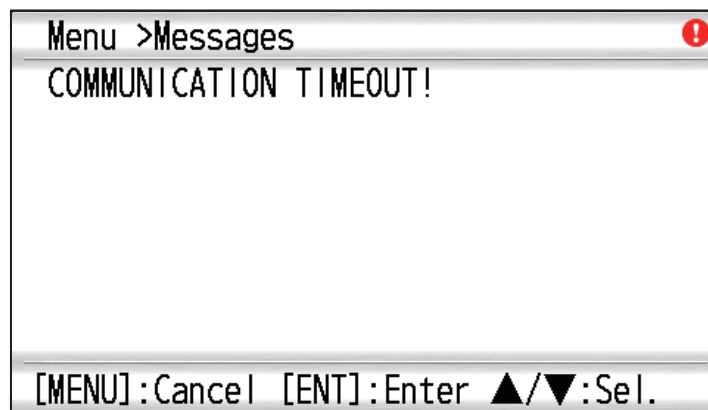 Menu >Messages
COMMUNICATION TIMEOUT!
[MENU]:Cancel [ENT]:Enter ▲/▼:Sel.